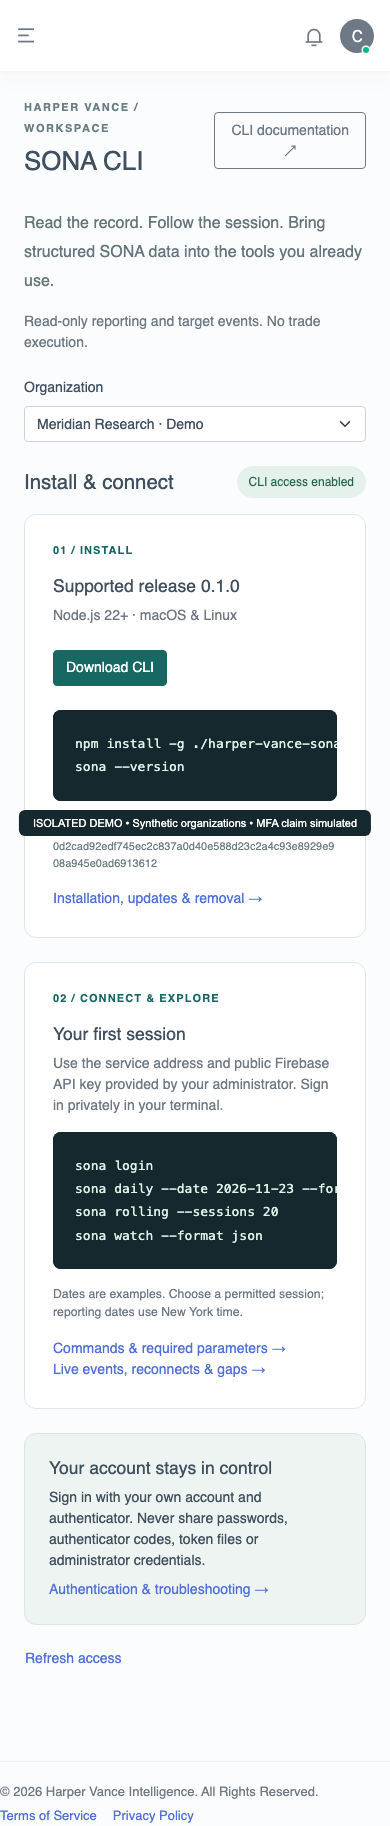 C
HARPER VANCE /
WORKSPACE
SONA CLI
CLI documentation
↗
Read the record. Follow the session. Bring
structured SONA data into the tools you already
use.
Read-only reporting and target events. No trade
execution.
Organization
Meridian Research · Demo
Install & connect
CLI access enabled
01 / INSTALL
Supported release 0.1.0
Node.js 22+ · macOS & Linux
Download CLI
npm install -g ./harper-vance-sona
sona --version
ISOLATED DEMO • Synthetic organizations • MFA claim simulated
0d2cad92edf745ec2c837a0d40e588d23c2a4c93e8929e9
08a945e0ad6913612
Installation, updates & removal →
02 / CONNECT & EXPLORE
Your first session
Use the service address and public Firebase
API key provided by your administrator. Sign
in privately in your terminal.
sona login
sona daily --date 2026-11-23 --for
sona rolling --sessions 20
sona watch --format json
Dates are examples. Choose a permitted session;
reporting dates use New York time.
Commands & required parameters →
Live events, reconnects & gaps →
Your account stays in control
Sign in with your own account and
authenticator. Never share passwords,
authenticator codes, token files or
administrator credentials.
Authentication & troubleshooting →
Refresh access
© 2026 Harper Vance Intelligence. All Rights Reserved.
Terms of Service Privacy Policy